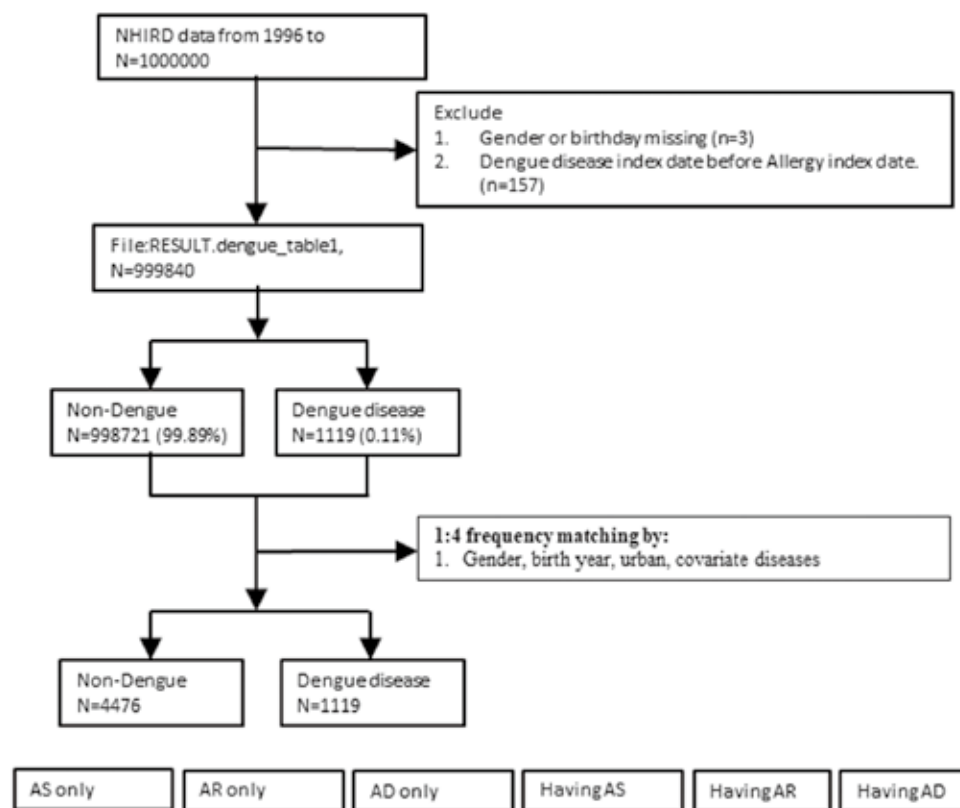 NHIRD data from 1996 to
N=1000000
Exclude
1. Gender or birthday missing (n=3)
2. Dengue disease index date before Allergy index date.
(n=157)
File:RESULT.dengue_table1,
N=999840
Non-Dengue
N=998721 (99.89%)
Dengue disease
N=1119 (0.11%)
1:4 frequency matching by:
1. Gender, birth year, urban, covariate diseases
Non-Dengue
N=4476
Dengue disease
N=1119
AS only
AR only
AD only
Having AS
Having AR
Having AD